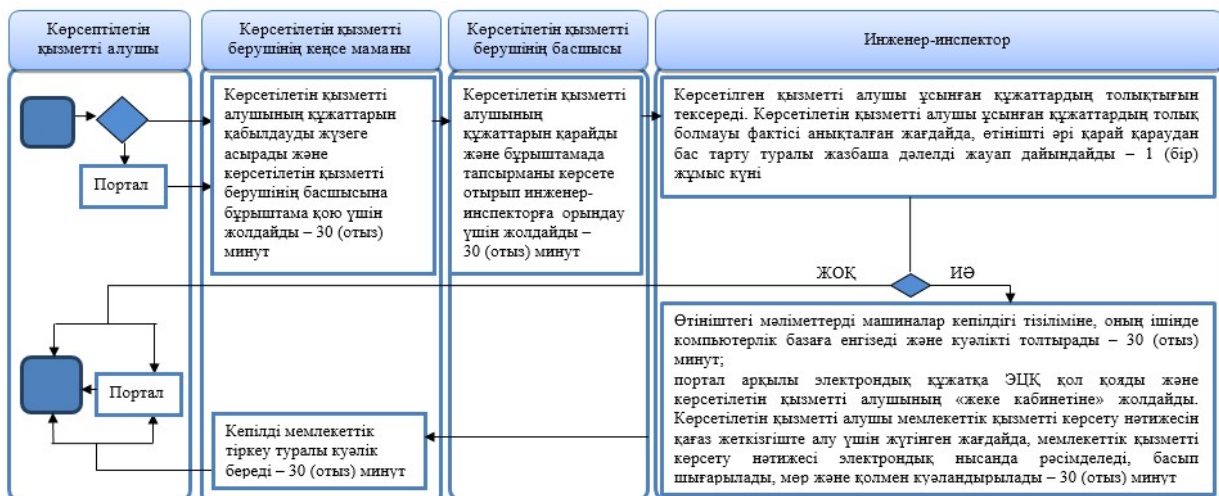 Көрсептілетін
қызметті алушы
Көрсетілетін қызметті
берушінің кеңсе маманы
Көрсетілетін қызметті
берушінің басшысы
Инженер-инспектор
Портал
Көрсетілетін қызметті
алушының құжаттарын
қабылдауды жүзеге
асырады және
көрсетілетін қызметті
берушінің басшысына
бұрыштама қою үшін
жолдайды – 30 (отыз)
минут
Көрсетілетін қызметті
алушының
құжаттарын қарайды
және бұрыштамада
тапсырманы көрсете
отырып инженер-
инспекторға орындау
үшін жолдайды –
30 (отыз) минут
Көрсетілген қызметті алушы ұсынған құжаттардың толықтығын
тексереді. Көрсетілетін қызметті алушы ұсынған құжаттардың толық
болмауы фактісі анықталған жағдайда, өтінішті әрі қарай қараудан
бас тарту туралы жазбаша дәлелді жауап дайындайды – 1 (бір)
жұмыс күні
ЖОҚ
ИӘ
Портал
Кепілді мемлекеттік
тіркеу туралы куәлік
береді – 30 (отыз) минут
Өтініштегі мәліметтерді машиналар кепілдігі тізіліміне, оның ішінде
компьютерлік базаға енгізеді және куәлікті толтырады – 30 (отыз)
минут;
портал арқылы электрондық құжатқа ЭЦҚ қол қояды және
көрсетілетін қызметті алушының «жеке кабинетіне» жолдайды.
Көрсетілетін қызметті алушы мемлекеттік қызметті көрсету нәтижесін
қағаз жеткізгіште алу үшін жүгінген жағдайда, мемлекеттік қызметті
көрсету нәтижесі электрондық нысанда рәсімделеді, басып
шығарылады, мөр және қолмен куәландырылады – 30 (отыз) минут